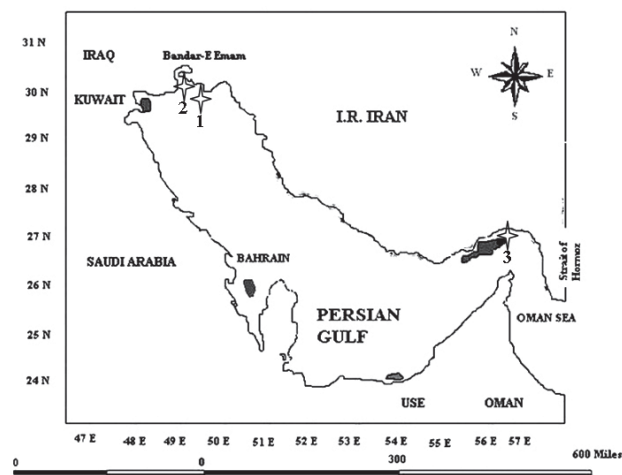 31 N
IRAQ
Bandar-E Emam
N
W
E
S
30 N
KUWAIT
2
1
I.R. IRAN
29 N
28 N
27 N
3
SAUDI ARABIA
BAHRAIN
Strait of
Hormoz
26 N
PERSIAN
GULF
OMAN SEA
25 N
24 N
USE
OMAN
47 E 48 E 49 E 50 E 51 E 52 E 53 E 54 E 55 E 56 E 57 E
0 0 300 600 Miles